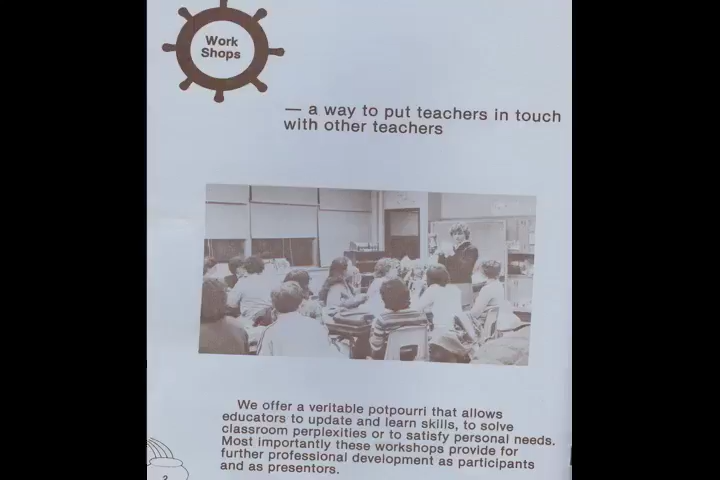 Work
Shops
— a way to put teachers in touch
with other teachers
We offer a veritable potpourri that allows
educators to update and learn skills, to solve
classroom perplexities or to satisfy personal needs.
Most importantly these workshops provide for
further professional development as participants
and as presentors.
2